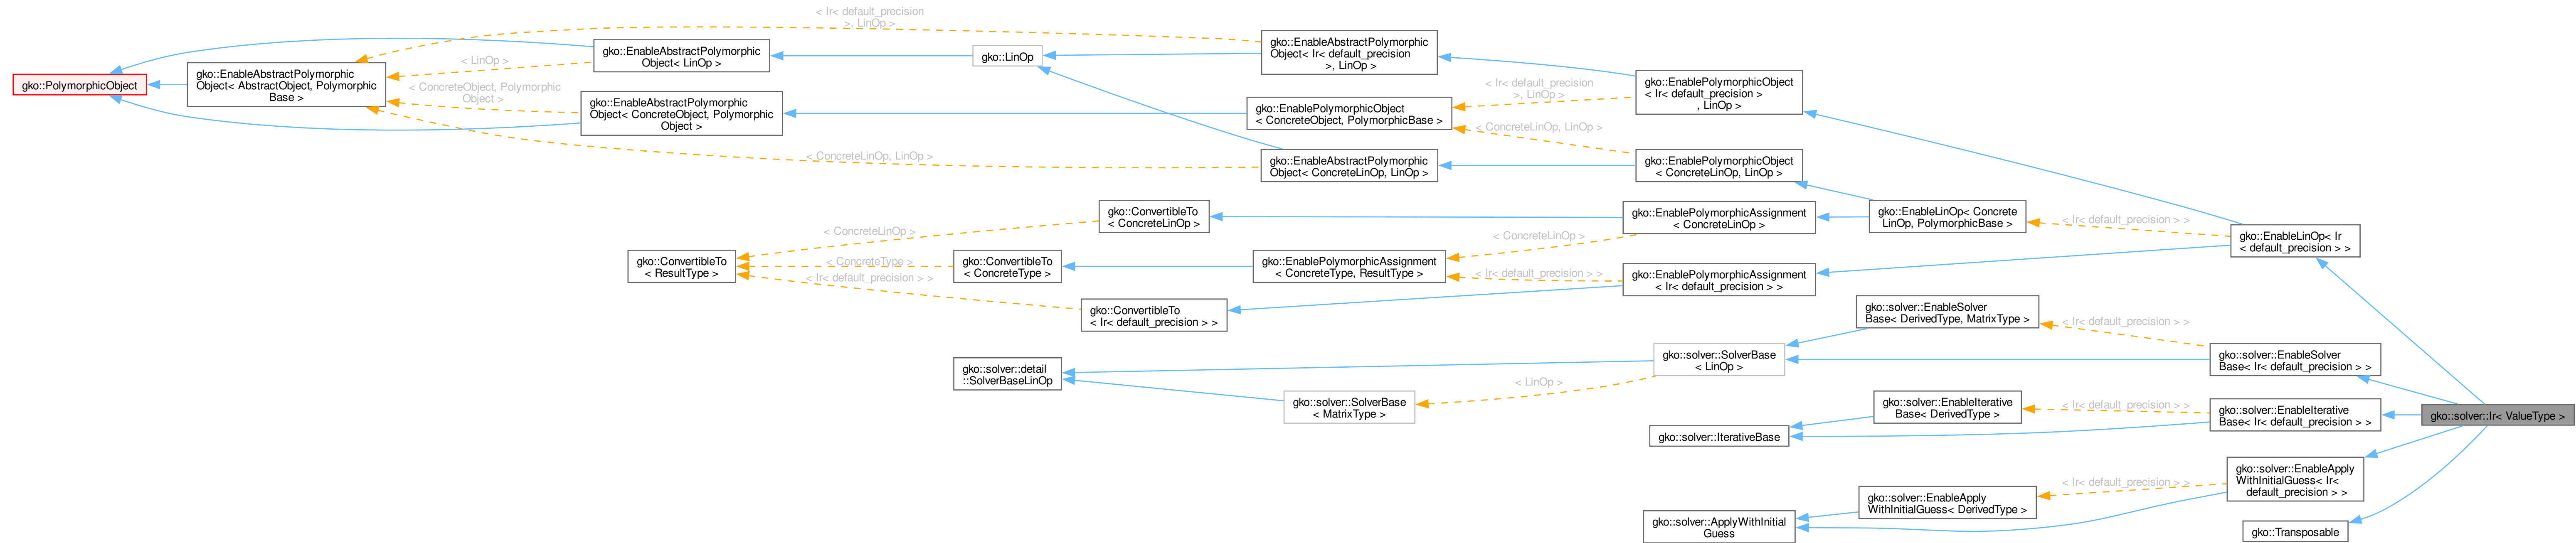 gko::PolymorphicObject
gko::EnableAbstractPolymorphic
Object< AbstractObject, Polymorphic
Base >
< Ir< default_precision
>, LinOp >
< LinOp >
< ConcreteObject, Polymorphic
Object >
< ConcreteLinOp, LinOp >
gko::EnableAbstractPolymorphic
Object< LinOp >
gko::EnableAbstractPolymorphic
Object< ConcreteObject, Polymorphic
Object >
gko::LinOp
gko::EnableAbstractPolymorphic
Object< Ir< default_precision
>, LinOp >
gko::EnablePolymorphicObject
< ConcreteObject, PolymorphicBase >
gko::EnableAbstractPolymorphic
Object< ConcreteLinOp, LinOp >
< Ir< default_precision
>, LinOp >
< ConcreteLinOp, LinOp >
gko::EnablePolymorphicObject
< Ir< default_precision >
, LinOp >
gko::EnablePolymorphicObject
< ConcreteLinOp, LinOp >
gko::ConvertibleTo
< ResultType >
< ConcreteLinOp >
< ConcreteType >
< Ir< default_precision > >
gko::ConvertibleTo
< ConcreteLinOp >
gko::ConvertibleTo
< ConcreteType >
gko::ConvertibleTo
< Ir< default_precision > >
gko::EnablePolymorphicAssignment
< ConcreteType, ResultType >
< ConcreteLinOp >
< Ir< default_precision > >
gko::EnablePolymorphicAssignment
< ConcreteLinOp >
gko::EnablePolymorphicAssignment
< Ir< default_precision > >
gko::EnableLinOp< Concrete
LinOp, PolymorphicBase >
< Ir< default_precision > >
gko::EnableLinOp< Ir
< default_precision > >
gko::solver::detail
::SolverBaseLinOp
gko::solver::SolverBase
< MatrixType >
< LinOp >
gko::solver::SolverBase
< LinOp >
gko::solver::EnableSolver
Base< DerivedType, MatrixType >
< Ir< default_precision > >
gko::solver::EnableSolver
Base< Ir< default_precision > >
gko::solver::IterativeBase
gko::solver::EnableIterative
Base< DerivedType >
< Ir< default_precision > >
gko::solver::EnableIterative
Base< Ir< default_precision > >
gko::solver::Ir< ValueType >
gko::solver::ApplyWithInitial
Guess
gko::solver::EnableApply
WithInitialGuess< DerivedType >
< Ir< default_precision > >
gko::solver::EnableApply
WithInitialGuess< Ir<
default_precision > >
gko::Transposable